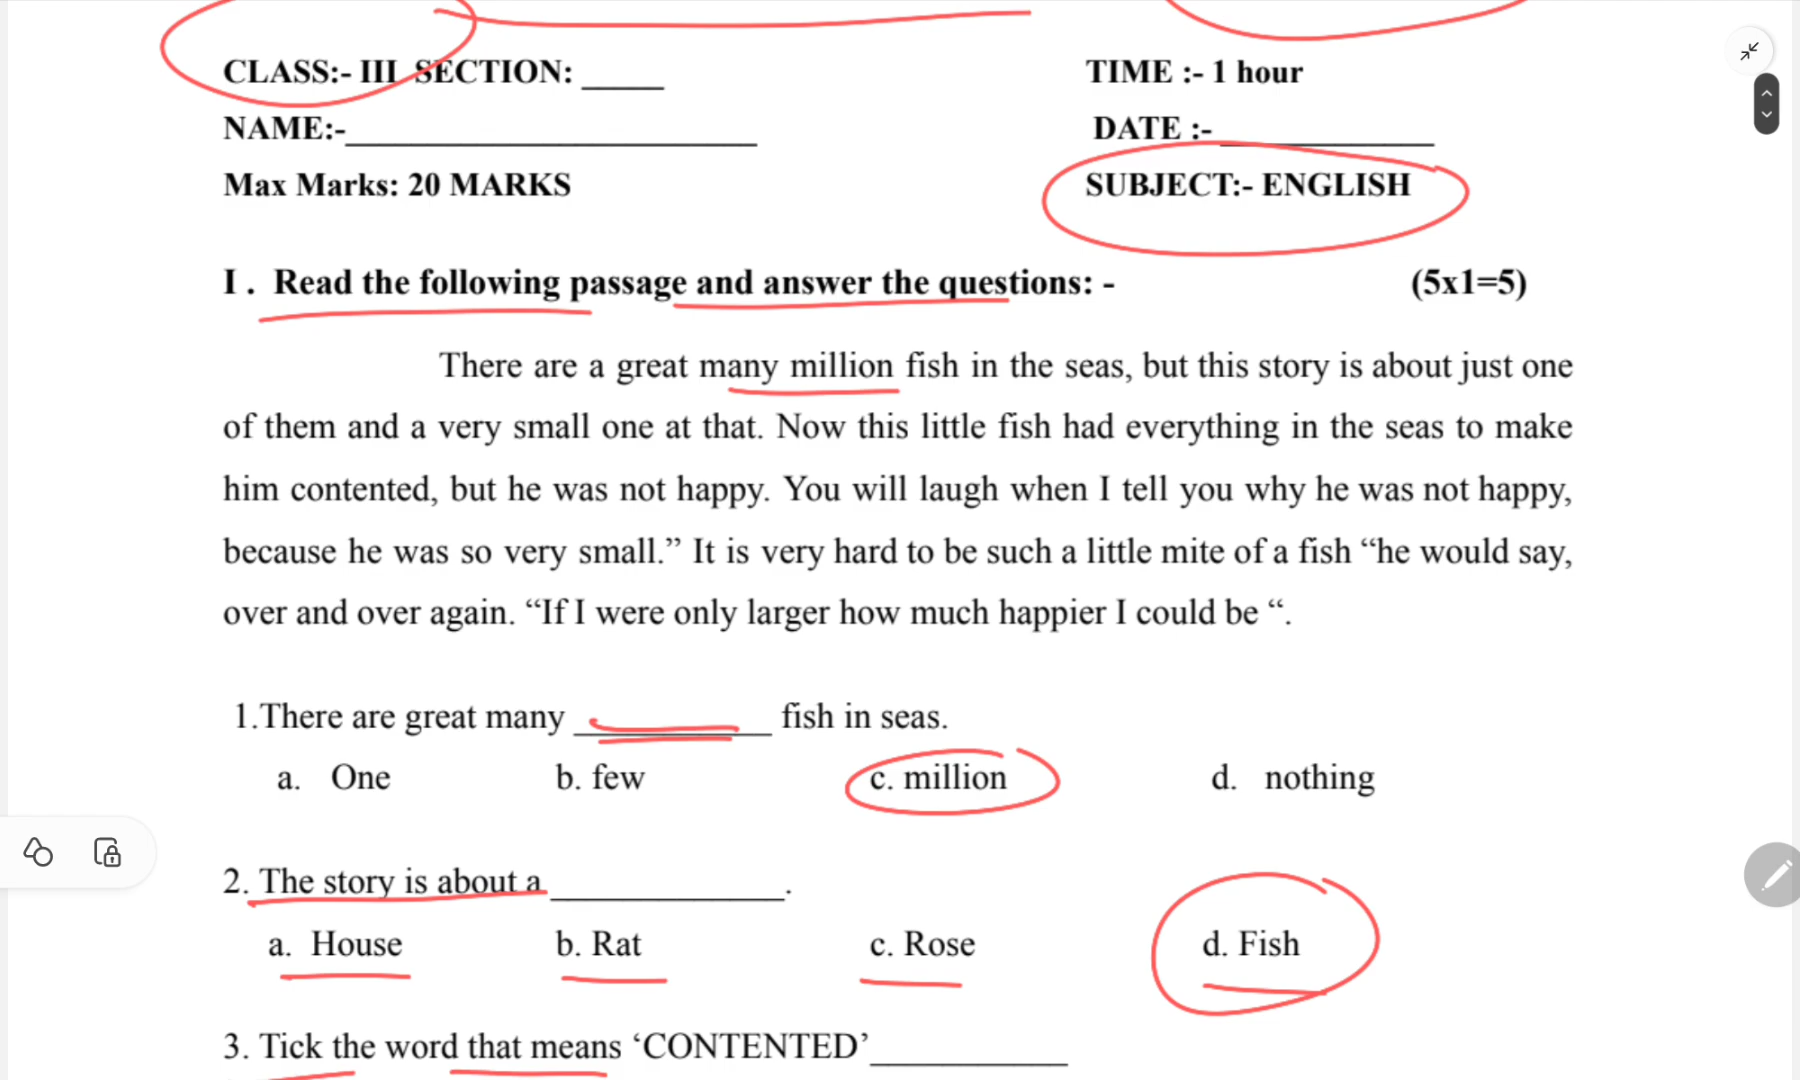 CLASS:- III SECTION: _____ TIME :- 1 hour
NAME:-_________________________ DATE :-_____________
Max Marks: 20 MARKS SUBJECT:- ENGLISH
I . Read the following passage and answer the questions: - (5x1=5)
There are a great many million fish in the seas, but this story is about just one
of them and a very small one at that. Now this little fish had everything in the seas to make
him contented, but he was not happy. You will laugh when I tell you why he was not happy,
because he was so very small.” It is very hard to be such a little mite of a fish “he would say,
over and over again. “If I were only larger how much happier I could be “.
1.There are great many ___________ fish in seas.
a. One b. few c. million d. nothing
2. The story is about a _____________.
a. House b. Rat c. Rose d. Fish
3. Tick the word that means ‘CONTENTED’___________